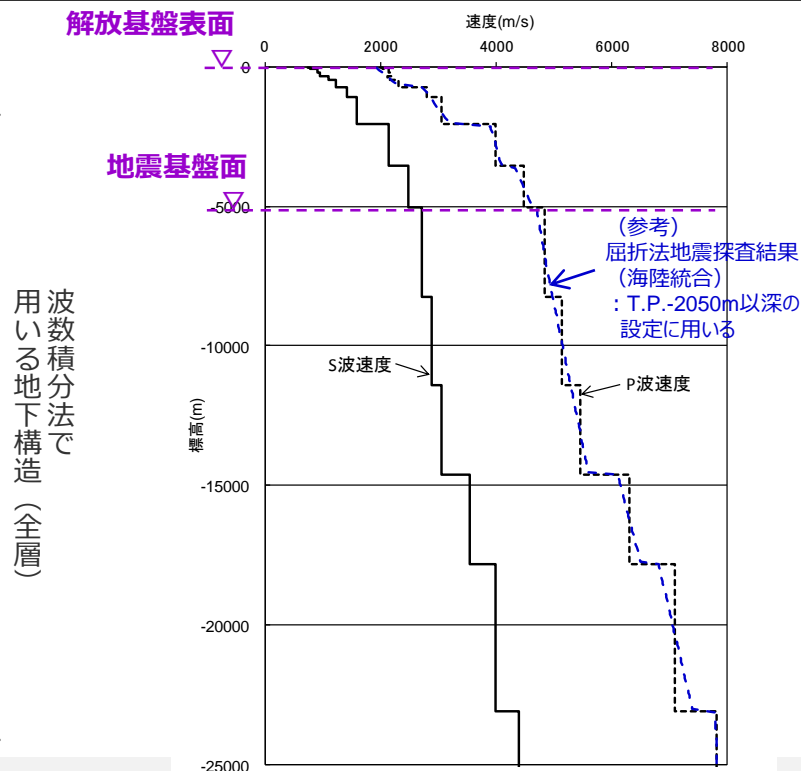 解放基盤表面
速度(m/s)
0 2000 4000 6000 8000
0
地震基盤面
-5000
（参考）
屈折法地震探査結果
（海陸統合）
：T.P.-2050m以深の
設定に用いる
-10000
S波速度
P波速度
標高(m)
-15000
-20000
-25000
波数積分法で
用いる地下構造（全層）